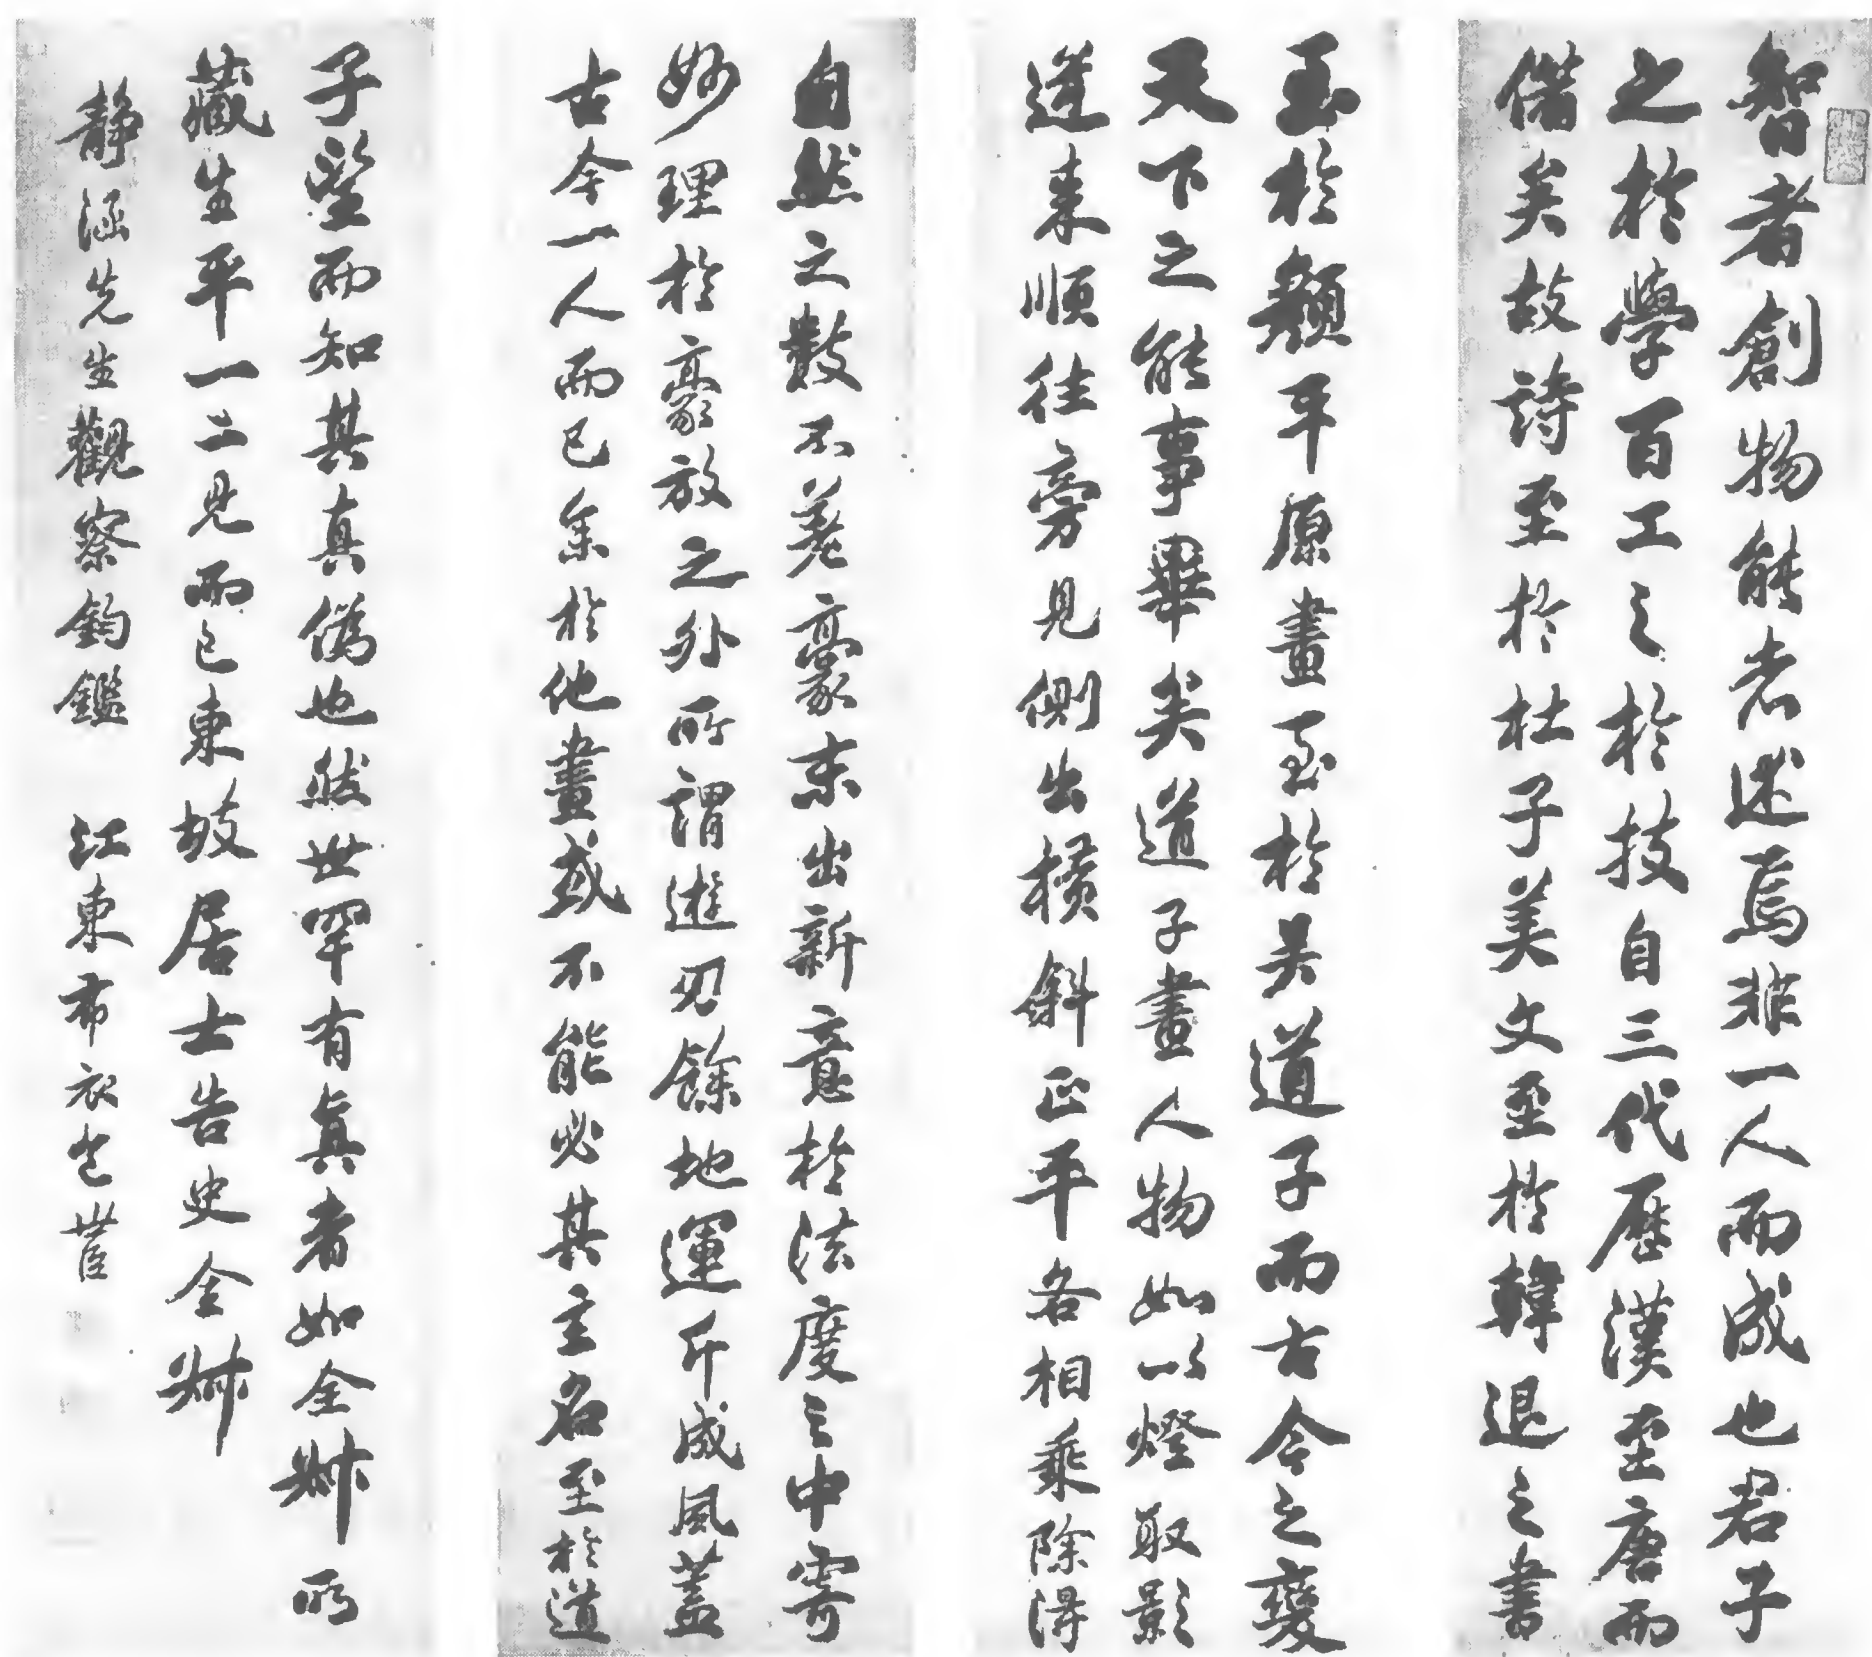 智者創物能者述焉非一人而成也君子
之於學百工之於技自三代歷漢至唐而
備矣故詩至於杜子美文至於韓退之書
至於顏平原畫至於吳道子而古今之變
天下之能事畢矣道子畫人物如以燈取影
逆来順往旁見側出橫斜正平各相乘除得
自然之數不差豪末出新意於法度之中寄
妙理於豪放之外所謂遊刃餘地運斤成風蓋
古今一人而已余於他畫或不能必其主名至於道
子望而知其真偽也然世罕有真者如全叔所
藏生平一二見而已東坡居士告史全叔
静涵先生觀察鈞鑑 江東布衣包